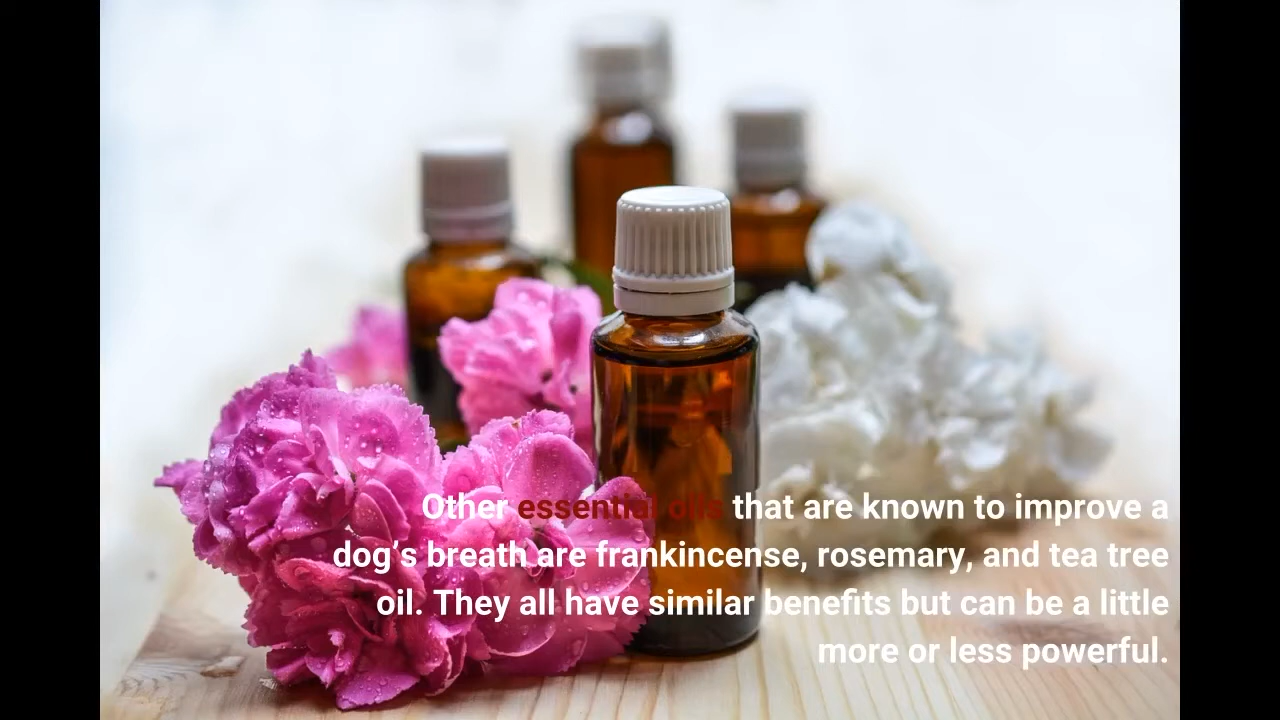 Other essential oils that are known to improve a
dog’s breath are frankincense, rosemary, and tea tree
oil. They all have similar benefits but can be a little
more or less powerful.